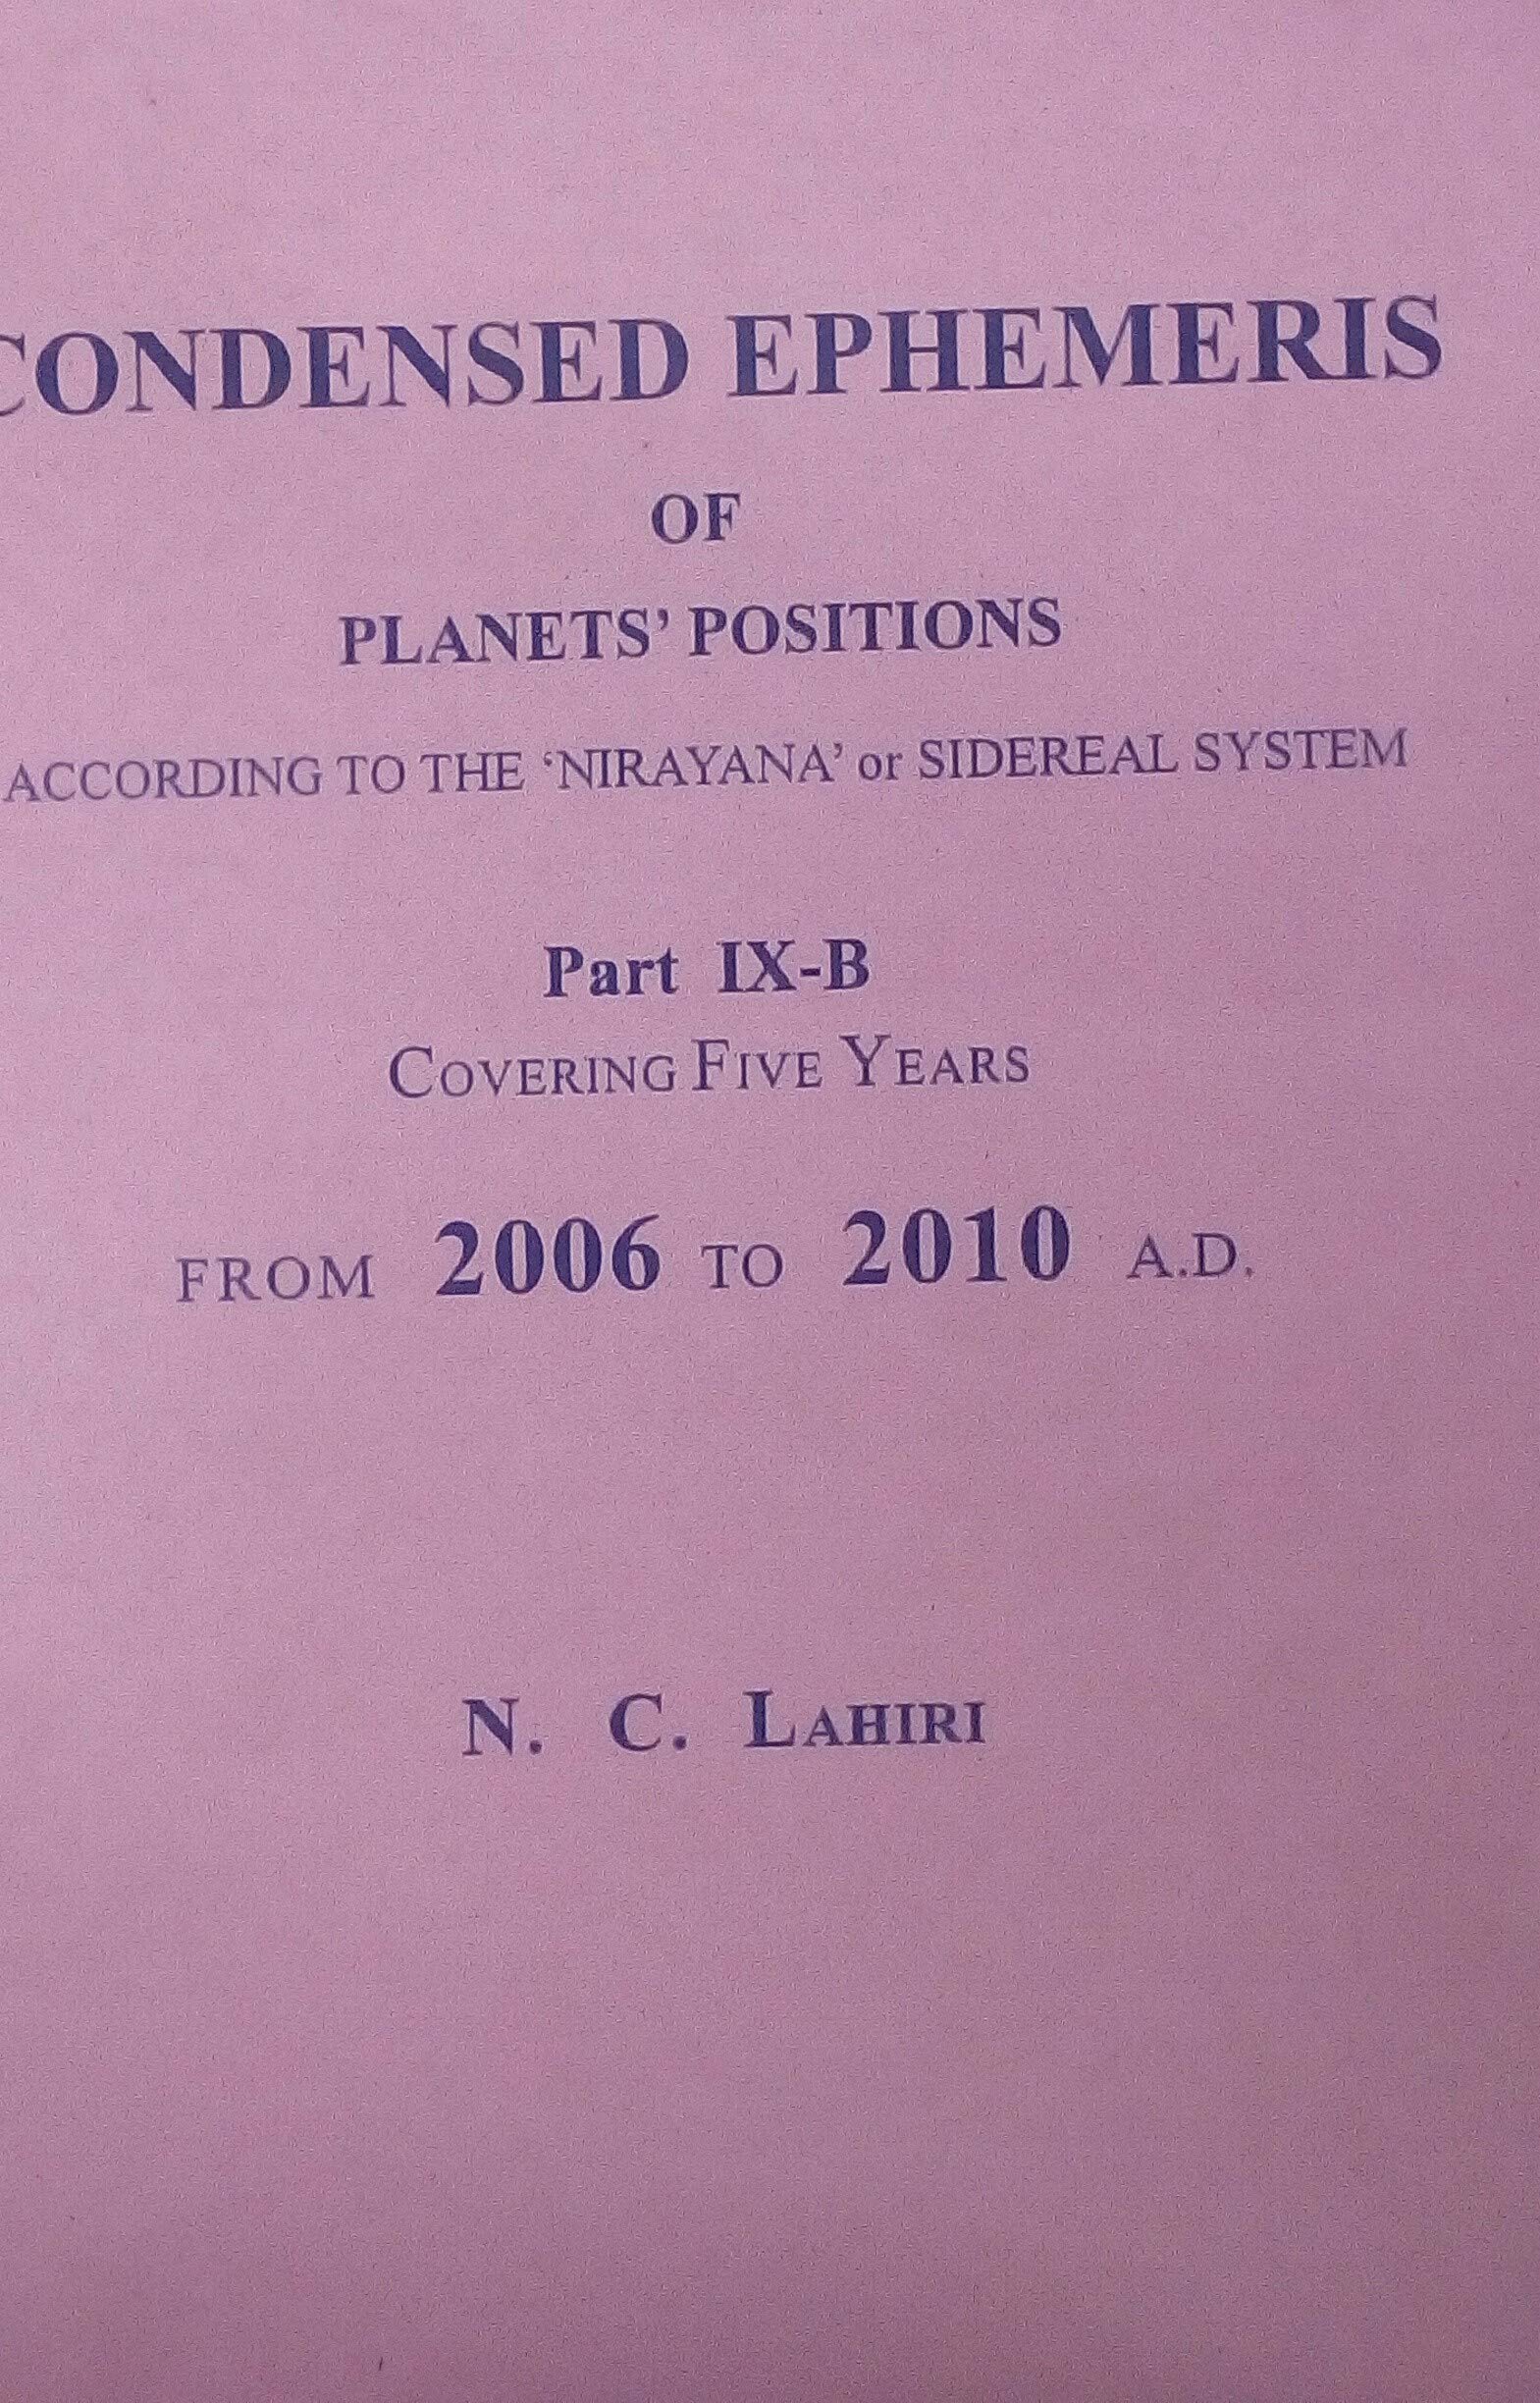 CONDENSED EPHEMERIS
OF
PLANETS’ POSITIONS
ACCORDING TO THE ‘NIRAYANA’ or SIDEREAL SYSTEM
Part IX-B
COVERING FIVE YEARS
FROM 2006 TO 2010 A.D.
N. C. LAHIRI